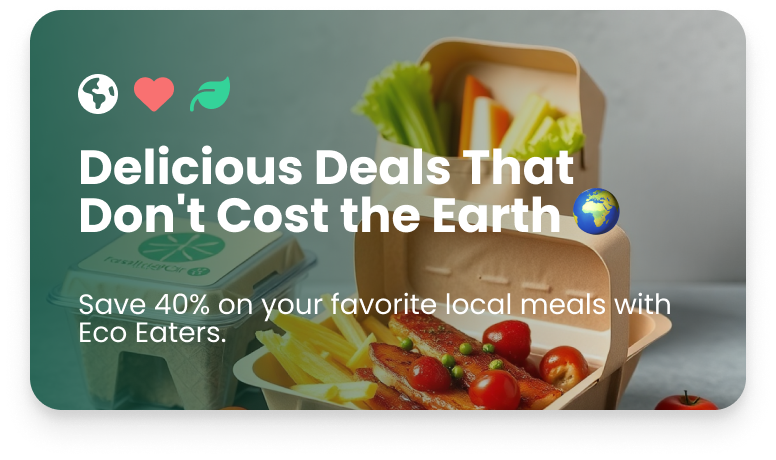 Delicious Deals That
Don't Cost the Earth 🌍
Save 40% on your favorite local meals with
Eco Eaters.